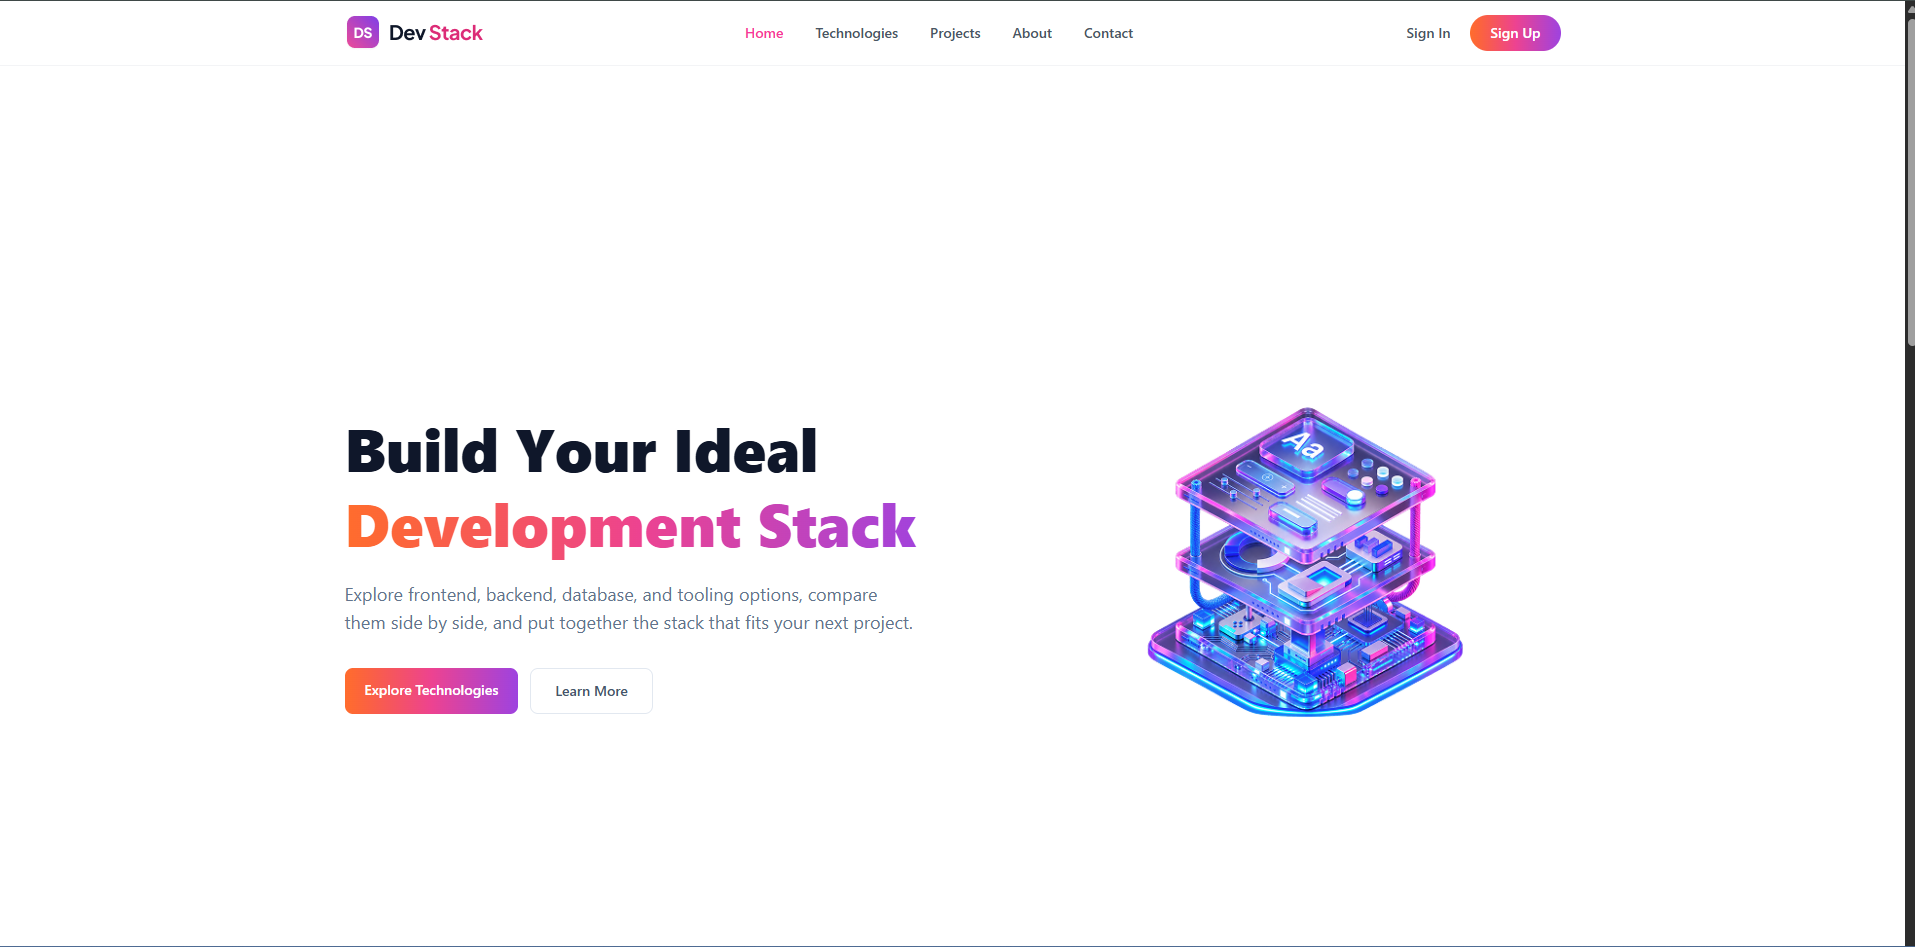 DS Dev Stack
Home Technologies Projects About Contact
Sign In Sign Up
Build Your Ideal
Development Stack
Explore frontend, backend, database, and tooling options, compare
them side by side, and put together the stack that fits your next project.
Explore Technologies Learn More
Aa